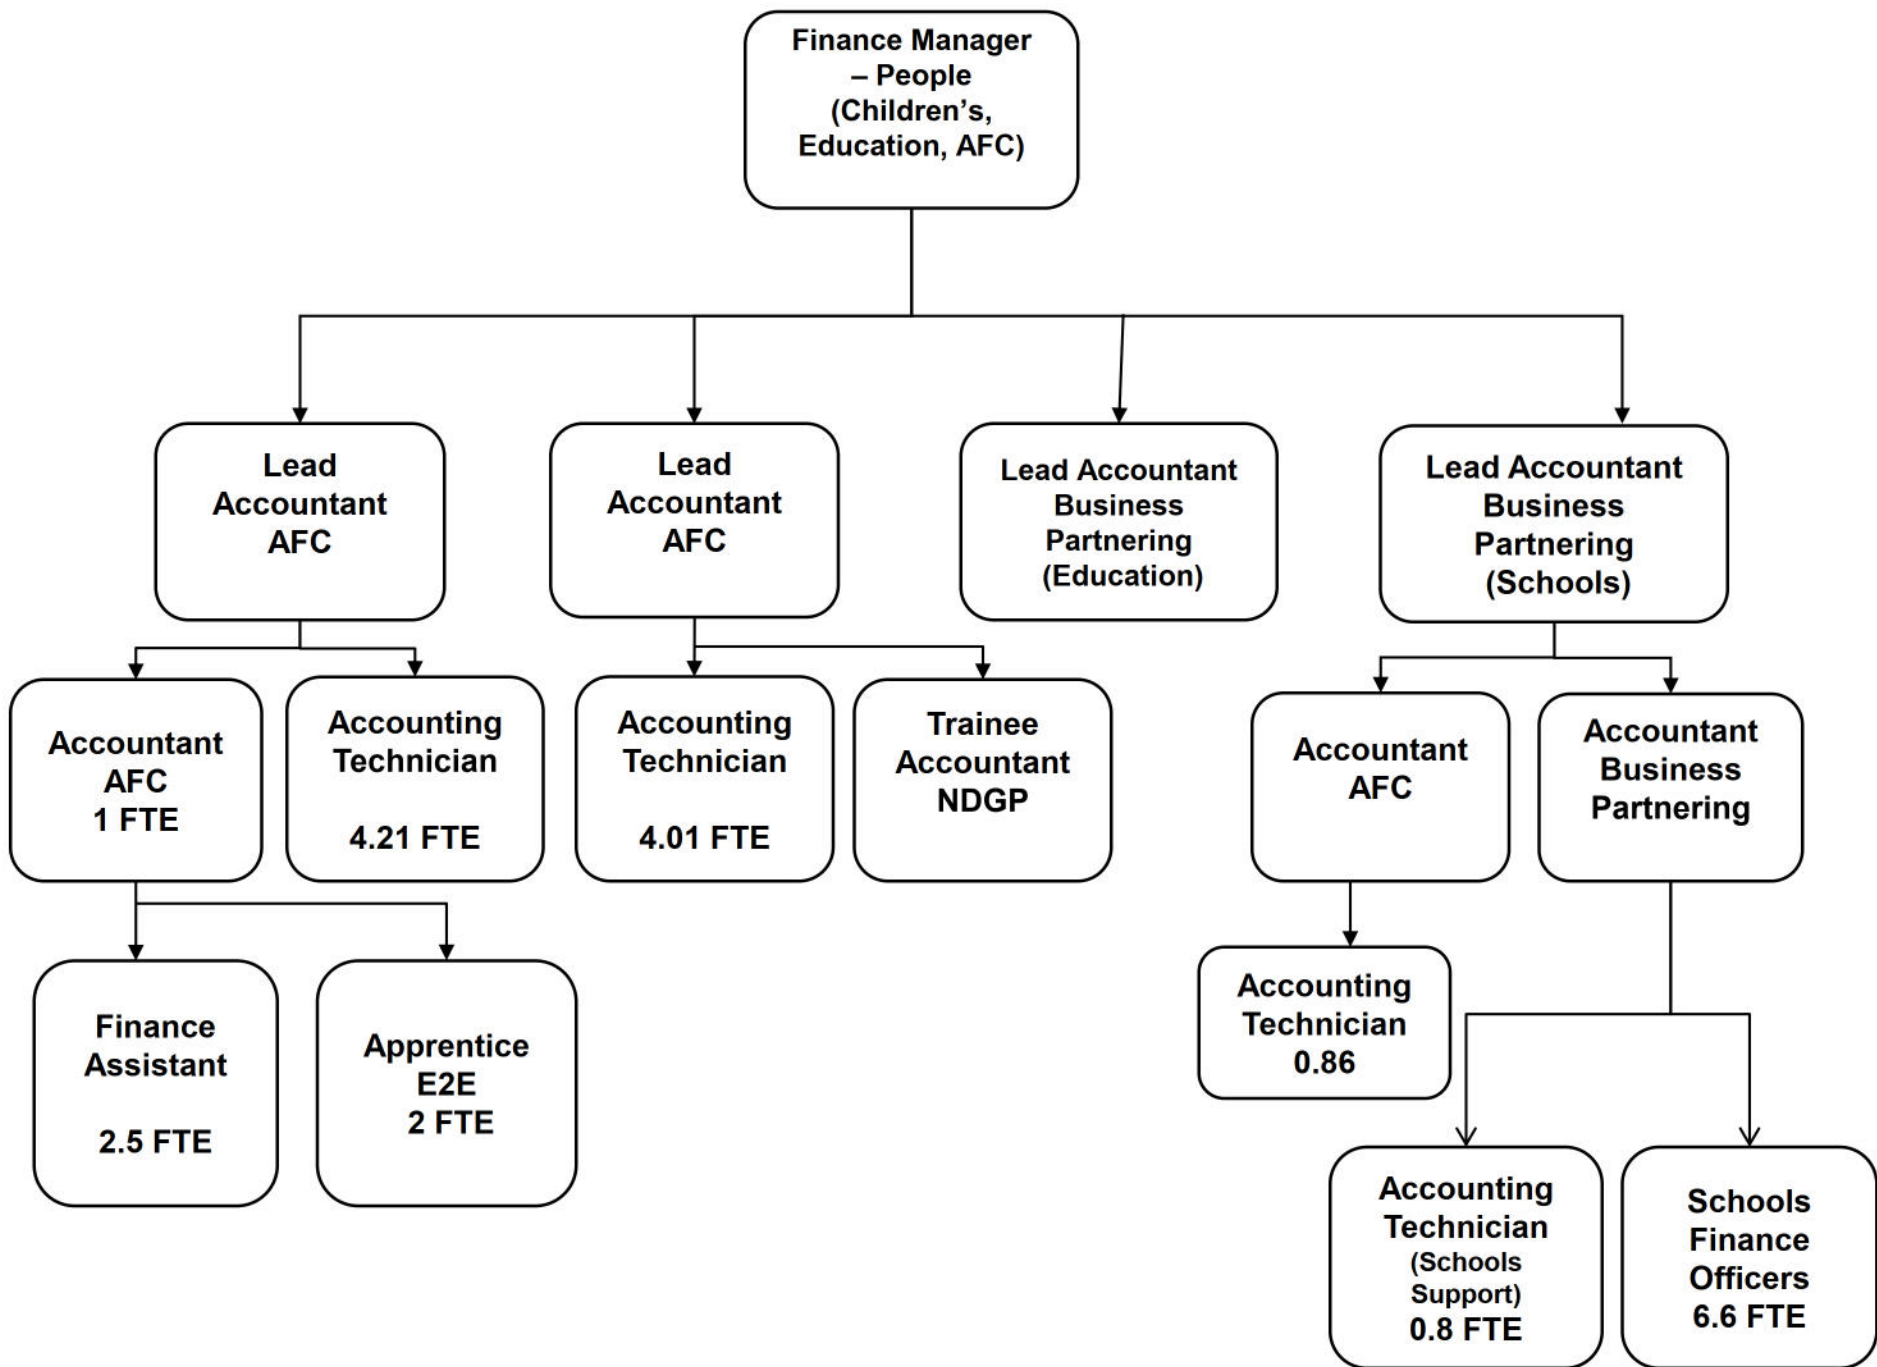 Finance Manager
– People
(Children’s,
Education, AFC)
Lead
Accountant
AFC
Lead
Accountant
AFC
Lead Accountant
Business
Partnering
(Education)
Lead Accountant
Business
Partnering
(Schools)
Accountant
AFC
1 FTE
Accounting
Technician
4.21 FTE
Accounting
Technician
4.01 FTE
Trainee
Accountant
NDGP
Accountant
AFC
Accountant
Business
Partnering
Finance
Assistant
2.5 FTE
Apprentice
E2E
2 FTE
Accounting
Technician
0.86
Accounting
Technician
(Schools
Support)
0.8 FTE
Schools
Finance
Officers
6.6 FTE